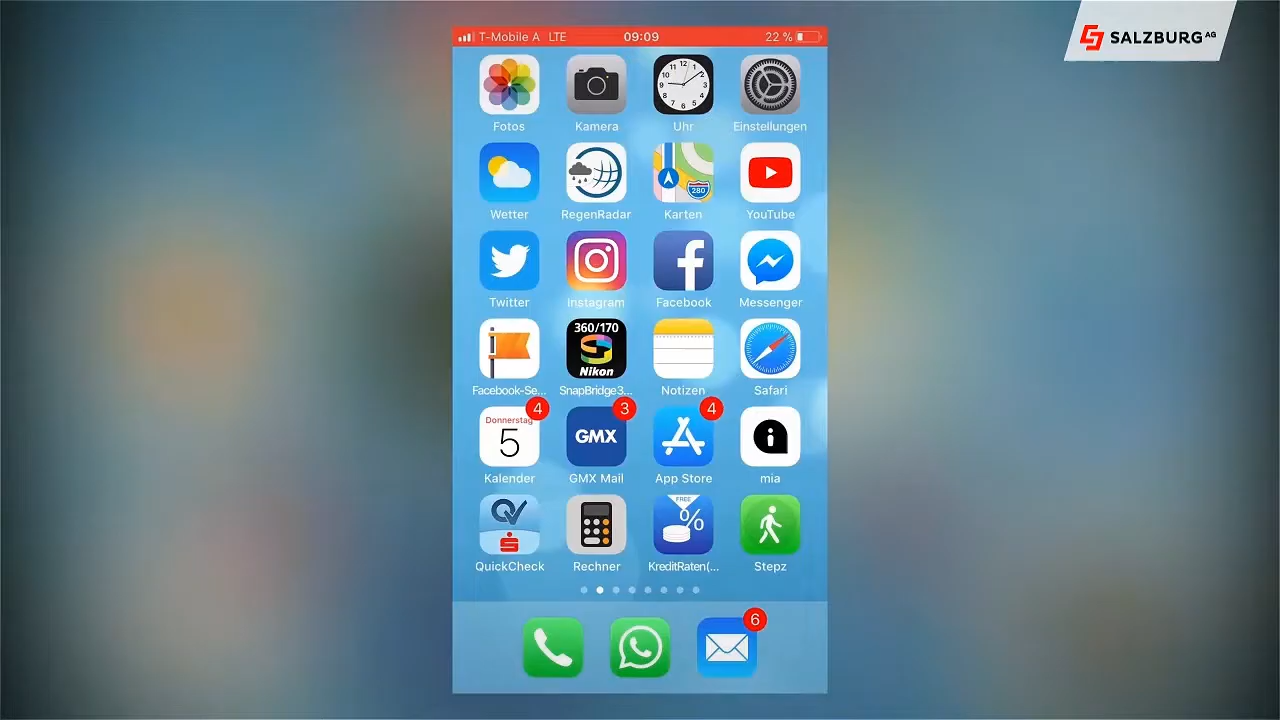 SALZBURG AG
T-Mobile A LTE 09:09 22 %
Fotos Kamera Uhr Einstellungen
280
Wetter RegenRadar Karten YouTube
Twitter Instagram Facebook Messenger
360/170
Nikon
Facebook-Se... SnapBridge3... Notizen Safari
4 3 4
Donnerstag
5 GMX
Kalender GMX Mail App Store mia
FREE
QV %
QuickCheck Rechner KreditRaten(... Stepz
6